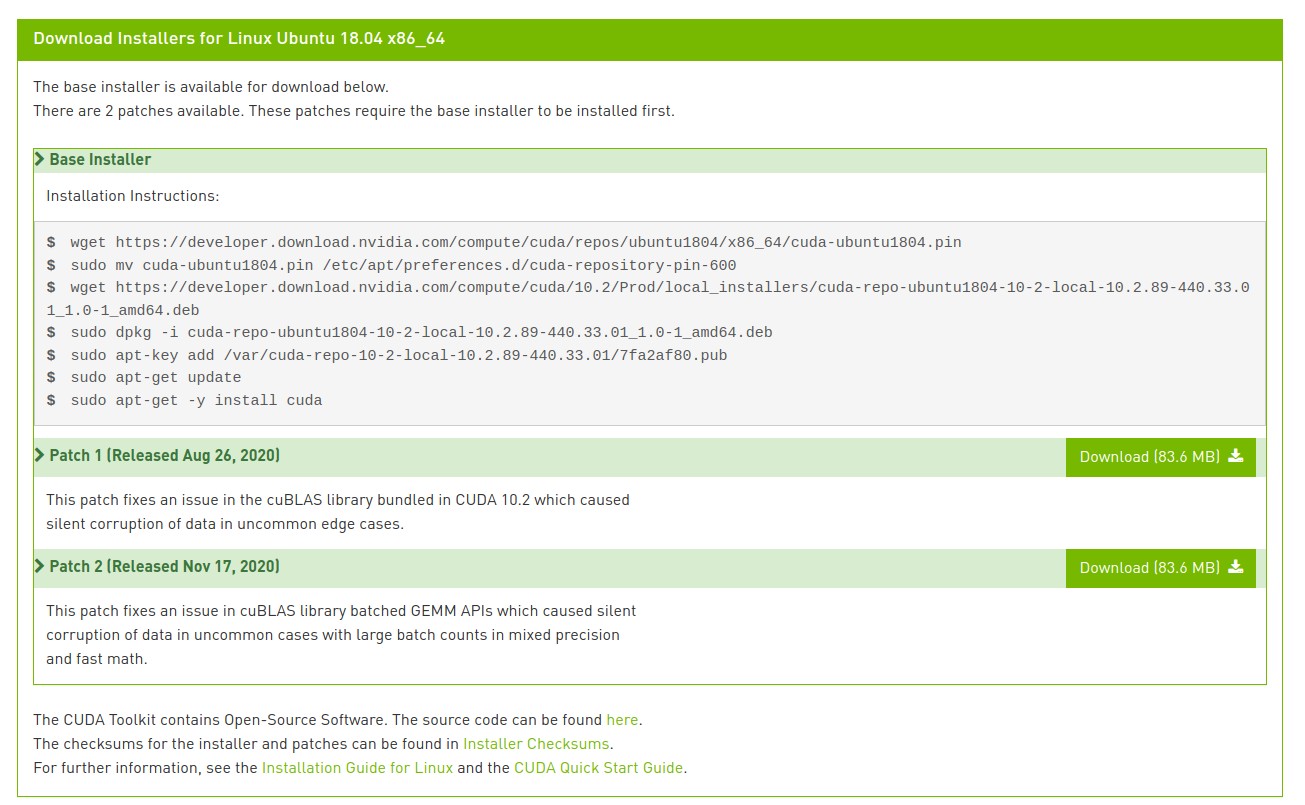 Download Installers for Linux Ubuntu 18.04 x86_64
The base installer is available for download below.
There are 2 patches available. These patches require the base installer to be installed first.
Base Installer
Installation Instructions:
$ wget https://developer.download.nvidia.com/compute/cuda/repos/ubuntu1804/x86_64/cuda-ubuntu1804.pin
$ sudo mv cuda-ubuntu1804.pin /etc/apt/preferences.d/cuda-repository-pin-600
$ wget https://developer.download.nvidia.com/compute/cuda/10.2/Prod/local_installers/cuda-repo-ubuntu1804-10-2-local-10.2.89-440.33.0
1_1.0-1_amd64.deb
$ sudo dpkg -i cuda-repo-ubuntu1804-10-2-local-10.2.89-440.33.01_1.0-1_amd64.deb
$ sudo apt-key add /var/cuda-repo-10-2-local-10.2.89-440.33.01/7fa2af80.pub
$ sudo apt-get update
$ sudo apt-get -y install cuda
Patch 1 (Released Aug 26, 2020)
Download (83.6 MB)
This patch fixes an issue in the cuBLAS library bundled in CUDA 10.2 which caused
silent corruption of data in uncommon edge cases.
Patch 2 (Released Nov 17, 2020)
Download (83.6 MB)
This patch fixes an issue in cuBLAS library batched GEMM APIs which caused silent
corruption of data in uncommon cases with large batch counts in mixed precision
and fast math.
The CUDA Toolkit contains Open-Source Software. The source code can be found here.
The checksums for the installer and patches can be found in Installer Checksums.
For further information, see the Installation Guide for Linux and the CUDA Quick Start Guide.